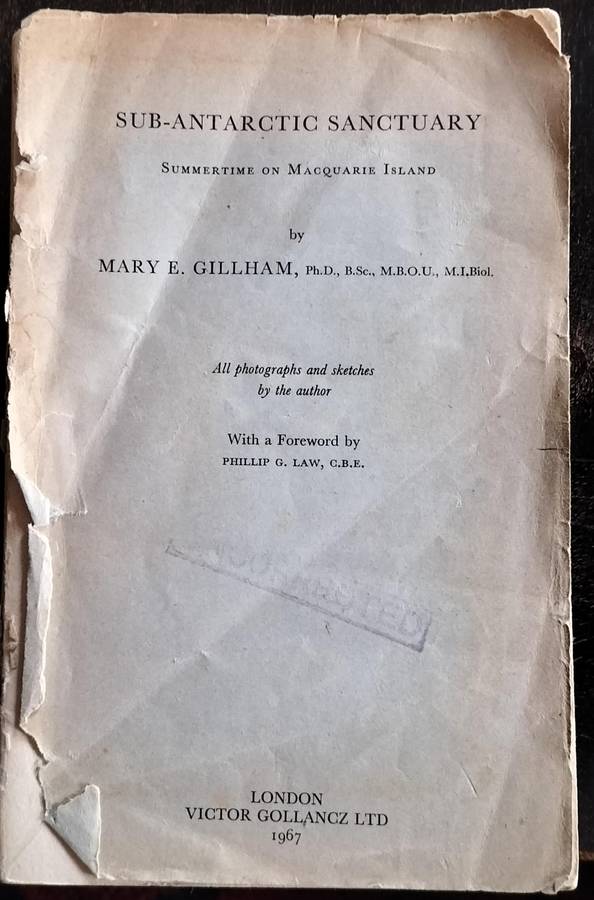 SUB-ANTARCTIC SANCTUARY
SUMMERTIME ON MACQUARIE ISLAND
by
MARY E. GILLHAM, Ph.D., B.Sc., M.B.O.U., M.I.Biol.
All photographs and sketches
by the author
With a Foreword by
PHILLIP G. LAW, C.B.E.
UNCORRECTED
LONDON
VICTOR GOLLANCZ LTD
1967